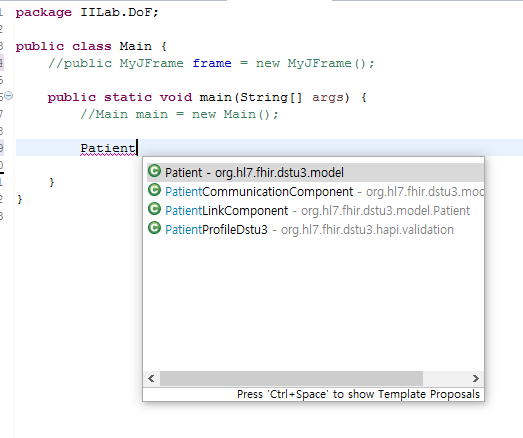 package IILab.DoF;
public class Main {
//public MyJFrame frame = new MyJFrame();
public static void main(String[] args) {
//Main main = new Main();
Patient
Patient - org.hl7.fhir.dstu3.model
PatientCommunicationComponent - org.hl7.fhir.dstu3.mod
PatientLinkComponent - org.hl7.fhir.dstu3.model.Patient
PatientProfileDstu3 - org.hl7.fhir.dstu3.hapi.validation
}
}
Press 'Ctrl+Space' to show Template Proposals